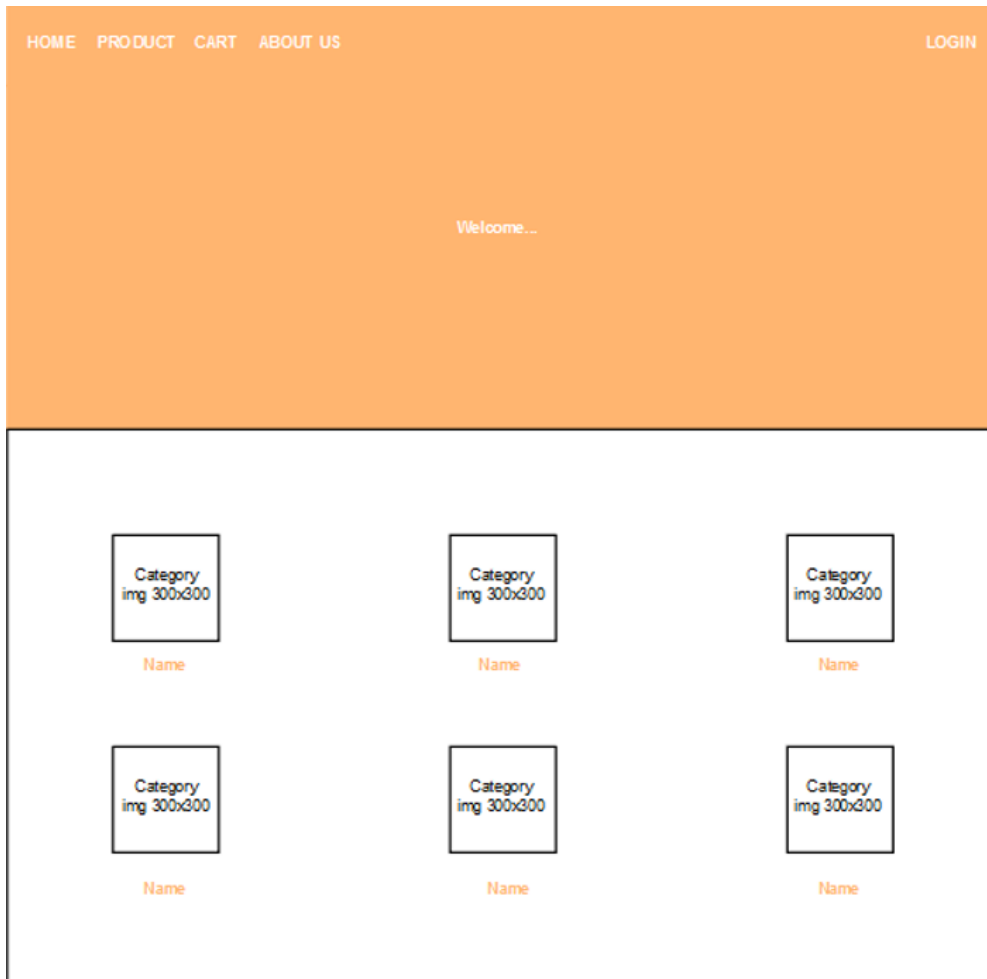 HOME PRODUCT CART ABOUT US LOGIN
Welcome...
Category
img 300x300
Category
img 300x300
Category
img 300x300
Name
Name
Name
Category
img 300x300
Category
img 300x300
Category
img 300x300
Name
Name
Name